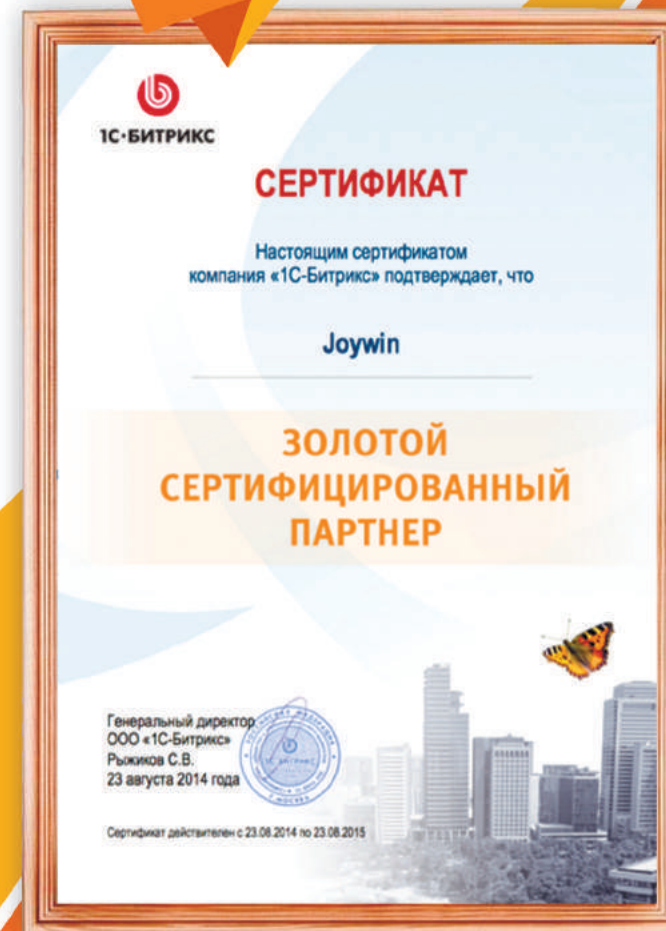 1С·БИТРИКС
СЕРТИФИКАТ
Настоящим сертификатом
компания «1С-Битрикс» подтверждает, что
Joywin
ЗОЛОТОЙ
СЕРТИФИЦИРОВАННЫЙ
ПАРТНЕР
Генеральный директор
ООО «1С-Битрикс»
Рыжиков С.В.
23 августа 2014 года
Сертификат действителен с 23.08.2014 по 23.08.2015